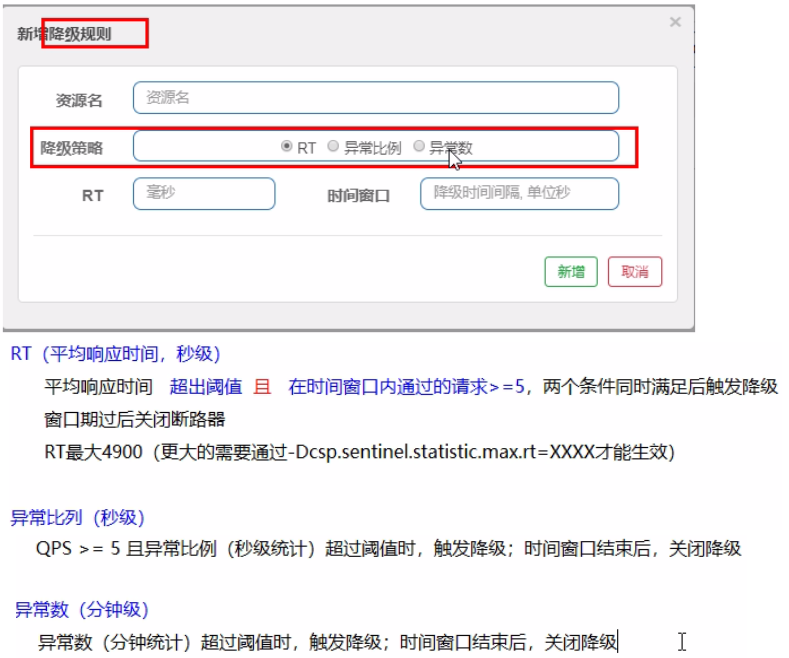 新增降级规则 ×
资源名 资源名
降级策略 RT 异常比例 异常数
RT 毫秒 时间窗口 降级时间间隔, 单位秒
新增 取消
RT（平均响应时间，秒级）
平均响应时间 超出阈值 且 在时间窗口内通过的请求>=5，两个条件同时满足后触发降级
窗口期过后关闭断路器
RT最大4900（更大的需要通过-Dcsp.sentinel.statistic.max.rt=XXXX才能生效）
异常比列（秒级）
QPS >= 5 且异常比例（秒级统计）超过阈值时，触发降级；时间窗口结束后，关闭降级
异常数（分钟级）
异常数（分钟统计）超过阈值时，触发降级；时间窗口结束后，关闭降级